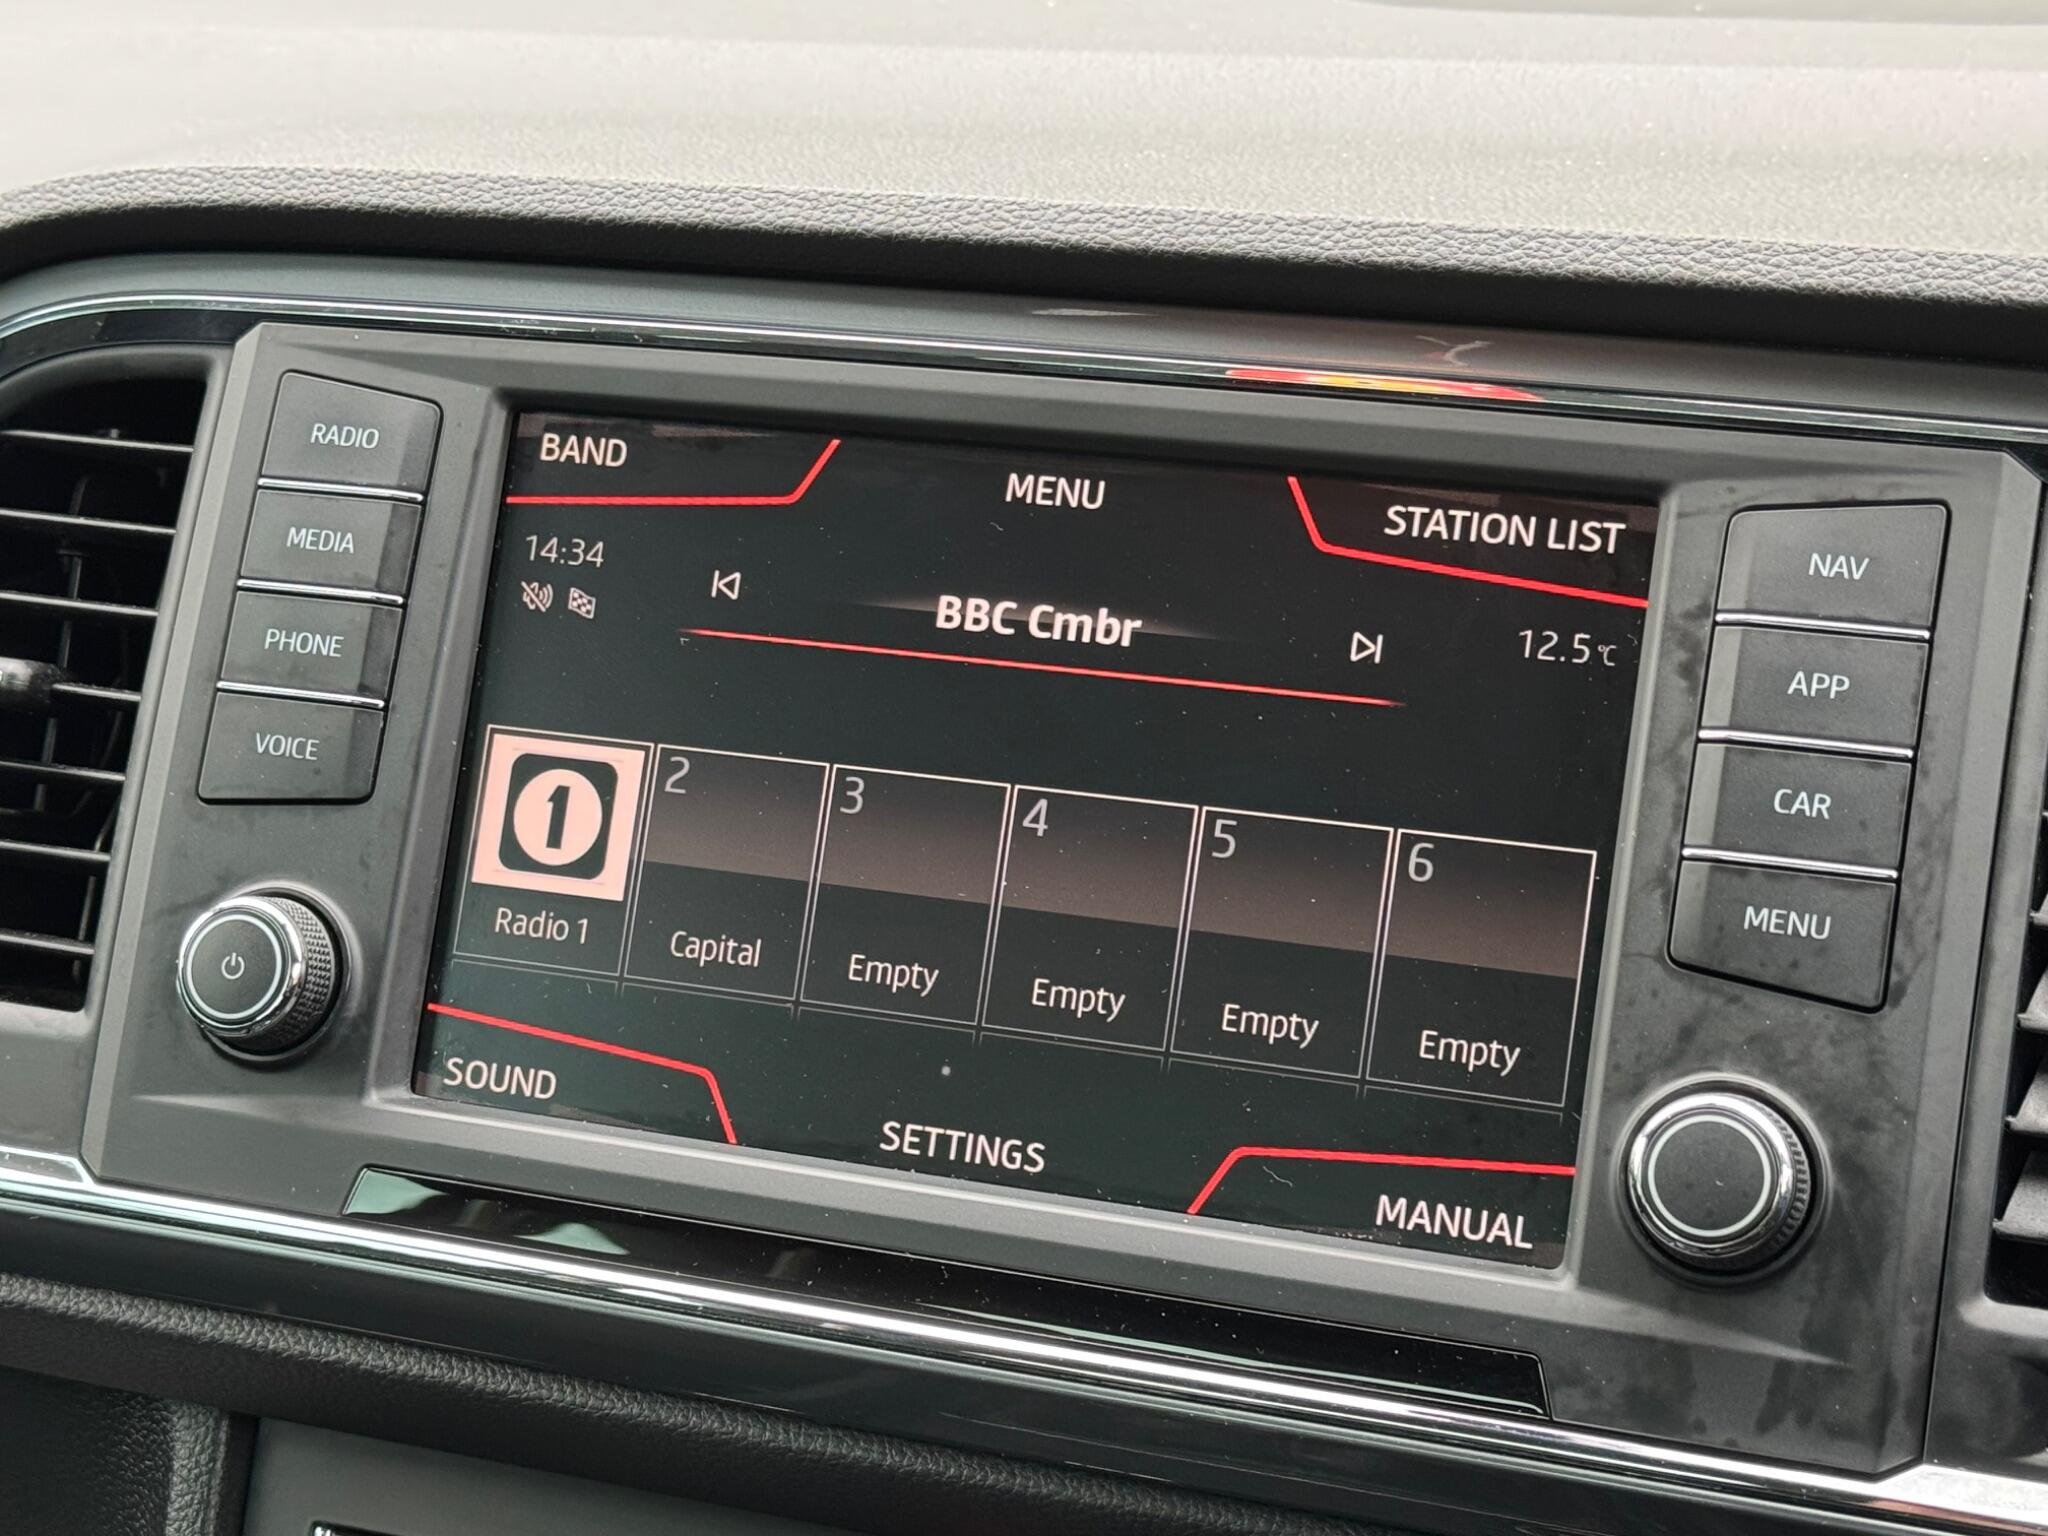 RADIO
MEDIA
PHONE
VOICE
BAND
MENU
STATION LIST
14:34
BBC Cmbr
12.5 °C
1
Radio 1
2
Capital
3
Empty
4
Empty
5
Empty
6
Empty
SOUND
SETTINGS
MANUAL
NAV
APP
CAR
MENU